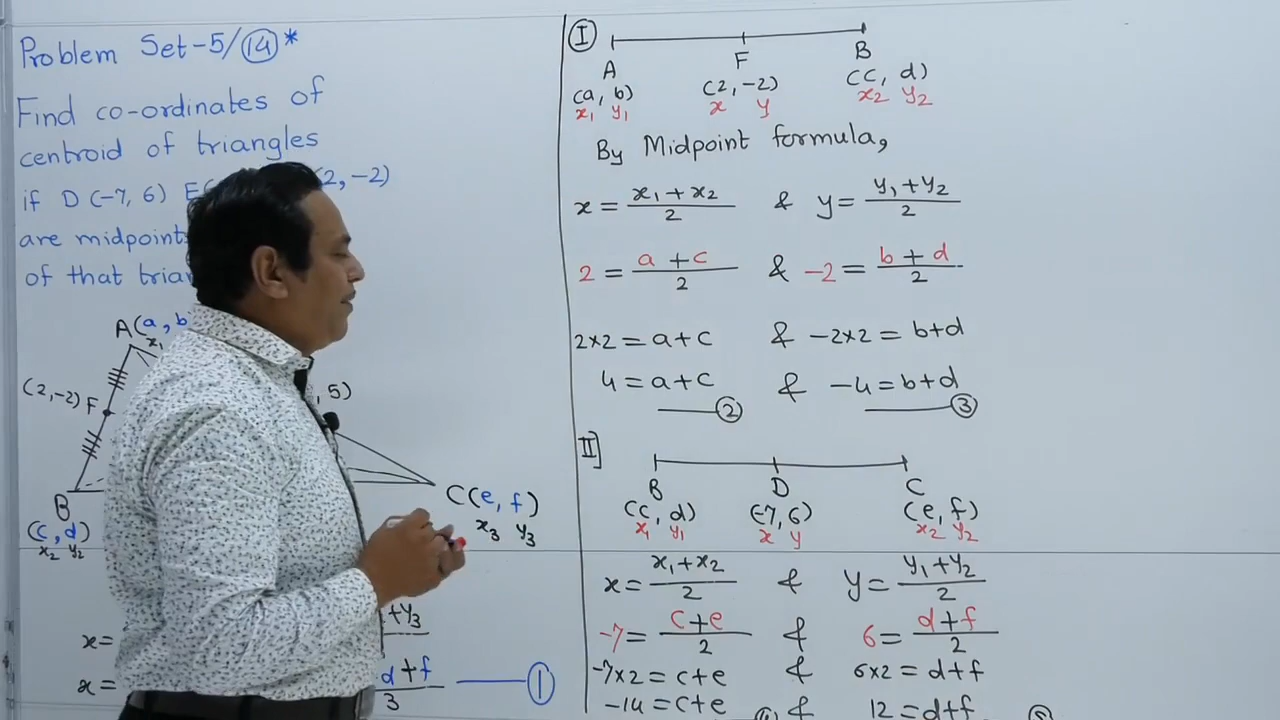 Problem Set-5/⑭*
Find co-ordinates of
centroid of triangles
if D (-7, 6) E( 2, -2)
are midpoints
of that
A(a, b
x₁
(2,-2) F
, 5)
B
(c, d)
x₂ y₂
C(e, f)
x₃ y₃
x= +y₃
x= d+f
3 ①
Ⅰ
A F B
(a, b) (2, -2) (c, d)
x₁ y₁ x y x₂ y₂
By Midpoint formula,
x = x₁ + x₂ / 2 & y = y₁ + y₂ / 2
2 = a + c / 2 & -2 = b + d / 2
2×2 = a+c & -2×2 = b+d
4 = a+c & -4 = b+d
② ③
II]
B D C
(c, d) (-7, 6) (e, f)
x₁ y₁ x y x₂ y₂
x = x₁ + x₂ / 2 & y = y₁ + y₂ / 2
-7 = c+e / 2 & 6 = d+f / 2
-7×2 = c+e & 6×2 = d+f
-14 = c+e & 12 = d+f